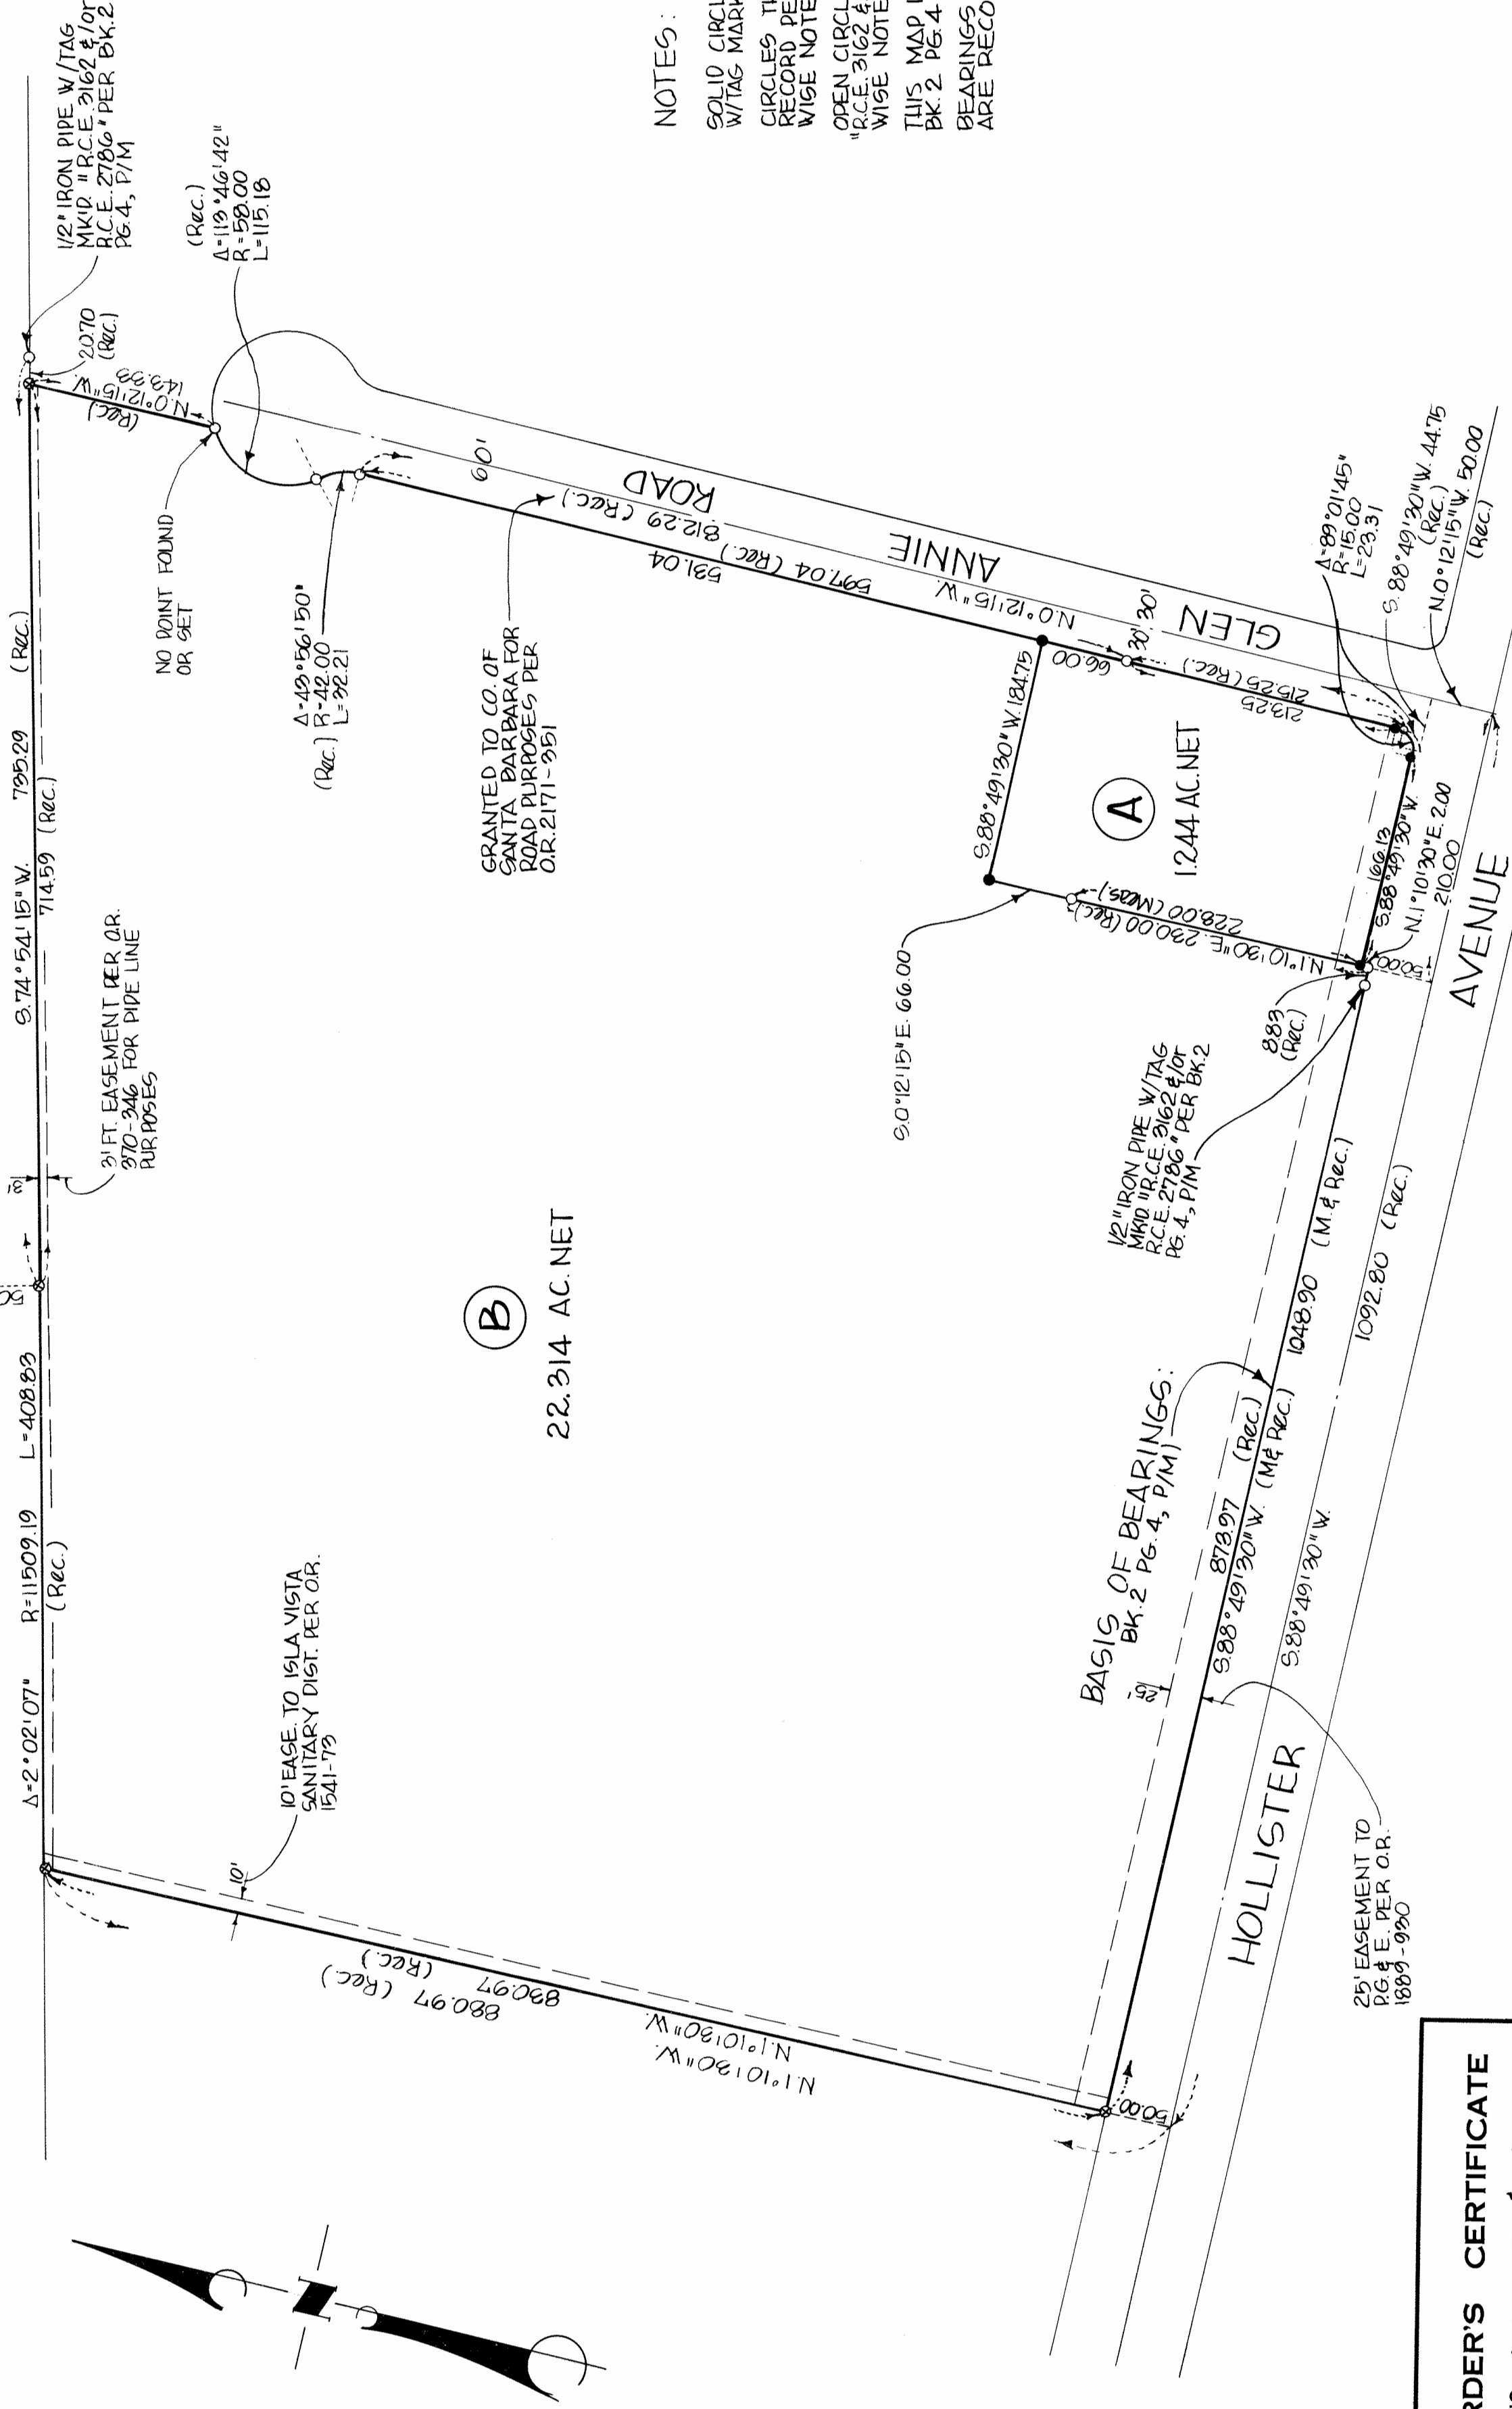 Δ=2°02'07" R=11509.19 L=408.83
(Rec.)
S.74°54'15"W. 735.29 (Rec.)
714.59 (Rec.)
3'
3' FT. EASEMENT PER O.R.
370-346 FOR PIPE LINE
PURPOSES
1/2" IRON PIPE W/TAG
MK'D. "R.C.E. 3162 &/or
R.C.E. 2786" PER BK.2
PG.4, P/M
20.70
(Rec.)
N.0°12'15"W.
143.33
(Rec.)
(Rec.)
Δ=113°46'42"
R=58.00
L=115.18
NO POINT FOUND
OR SET
Δ=43°56'50"
(Rec.) R=42.00
L=32.21
60'
GRANTED TO CO. OF
SANTA BARBARA FOR
ROAD PURPOSES PER
O.R. 2171-351
GLEN ANNIE ROAD
N.0°12'15"W.
812.29 (Rec.)
597.04 (Rec.)
531.04
66.00
30' 30'
215.25 (Rec.)
213.25
10' EASE. TO ISLA VISTA
SANITARY DIST. PER O.R.
1541-73
10'
N.1°10'30"W. 830.97 (Rec.)
N.1°10'30"W. 880.97 (Rec.)
B
22.314 AC. NET
S.88°49'30"W. 184.75
A
1.244 AC. NET
S.0°12'15"E. 66.00
N.1°10'30"E. 230.00 (Rec.)
228.00 (Meas.)
166.13
S.88°49'30"W.
N.1°10'30"E. 2.00
210.00
50.00
8.83
(Rec.)
1/2" IRON PIPE W/TAG
MK'D. "R.C.E. 3162 &/or
R.C.E. 2786" PER BK.2
PG.4, P/M
Δ=89°01'45"
R=15.00
L=23.31
S.88°49'30"W. 44.75
(Rec.)
N.0°12'15"W. 50.00
(Rec.)
BASIS OF BEARINGS:
BK.2 PG.4, P/M
25'
873.97 (Rec.)
S.88°49'30"W. (M & Rec.)
1048.90 (M. & Rec.)
S.88°49'30"W.
1092.80 (Rec.)
50.00
HOLLISTER AVENUE
25' EASEMENT TO
P.G. & E. PER O.R.
1889-930
N
NOTES:
SOLID CIRCL
W/TAG MARK
CIRCLES TH
RECORD PE
WISE NOTE
OPEN CIRCL
"R.C.E. 3162 &
WISE NOTE
THIS MAP
BK.2 PG.4
BEARINGS
ARE RECO
RDER'S CERTIFICATE